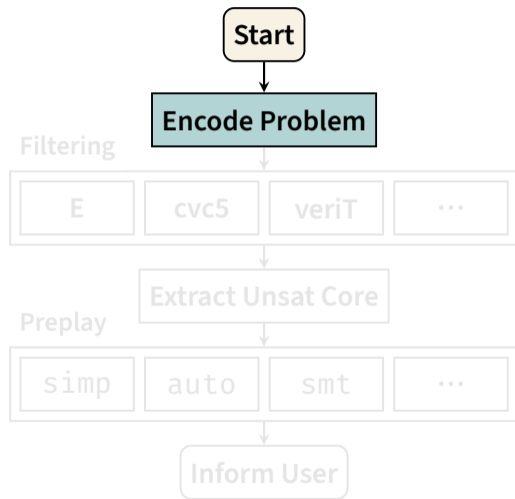 Start
Encode Problem
Filtering
E cvc5 veriT ···
Extract Unsat Core
Preplay
simp auto smt ···
Inform User